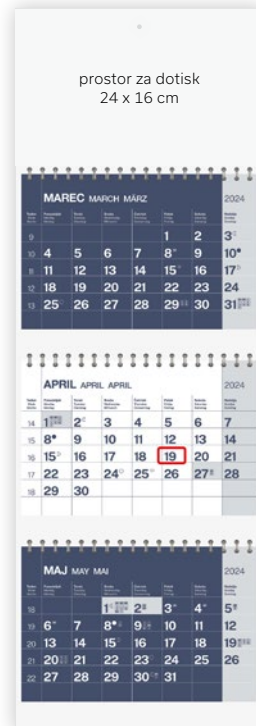 prostor za dotisk
24 x 16 cm
MAREC MARCH MÄRZ 2024
9 1 2 3
10 4 5 6 7 8 9 10
11 11 12 13 14 15 16 17
12 18 19 20 21 22 23 24
13 25 26 27 28 29 30 31
APRIL APRIL APRIL 2024
14 1 2 3 4 5 6 7
15 8 9 10 11 12 13 14
16 15 16 17 18 19 20 21
17 22 23 24 25 26 27 28
18 29 30
MAJ MAY MAI 2024
18 1 2 3 4 5
19 6 7 8 9 10 11 12
20 13 14 15 16 17 18 19
21 20 21 22 23 24 25 26
22 27 28 29 30 31